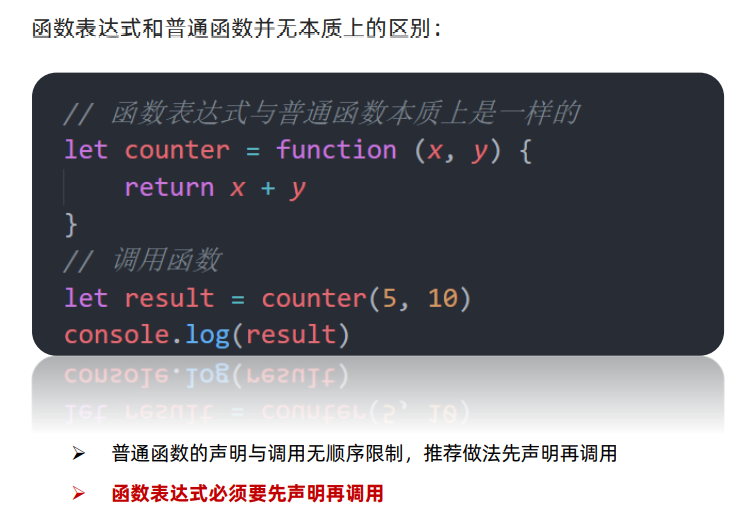 函数表达式和普通函数并无本质上的区别：
// 函数表达式与普通函数本质上是一样的
let counter = function (x, y) {
    return x + y
}
// 调用函数
let result = counter(5, 10)
console.log(result)
普通函数的声明与调用无顺序限制，推荐做法先声明再调用
函数表达式必须要先声明再调用